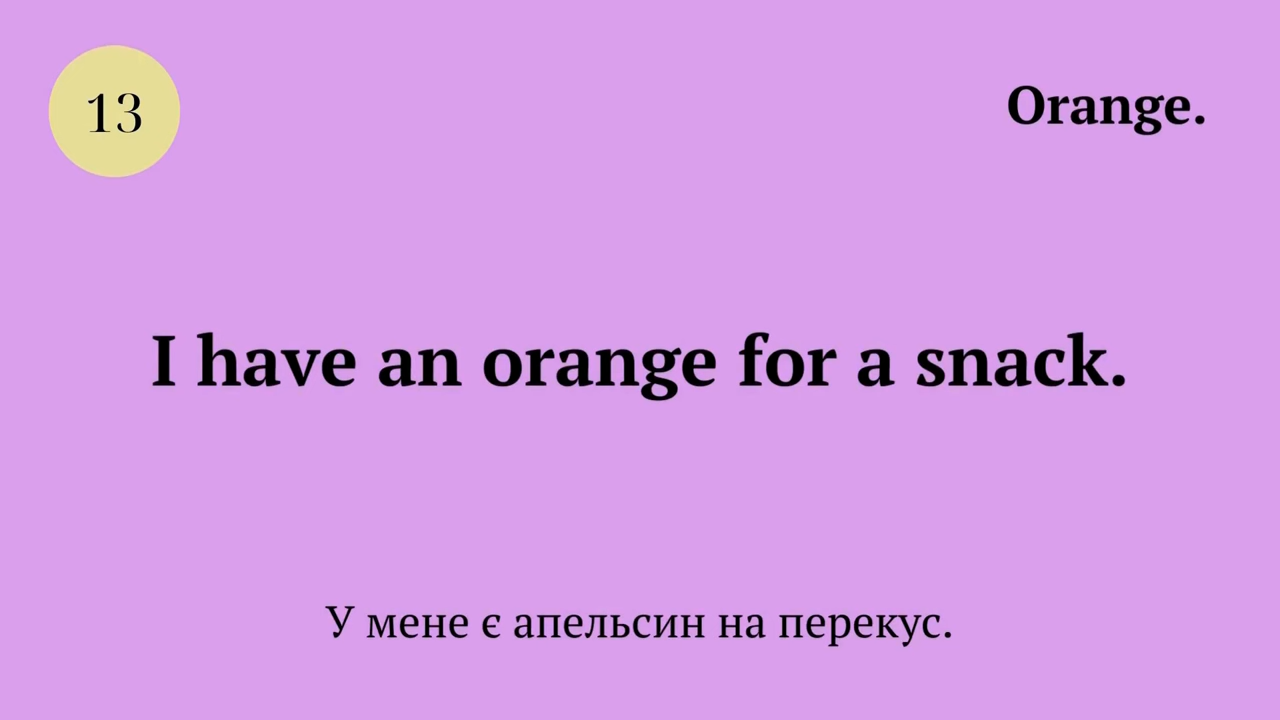 13
Orange.
I have an orange for a snack.
У мене є апельсин на перекус.